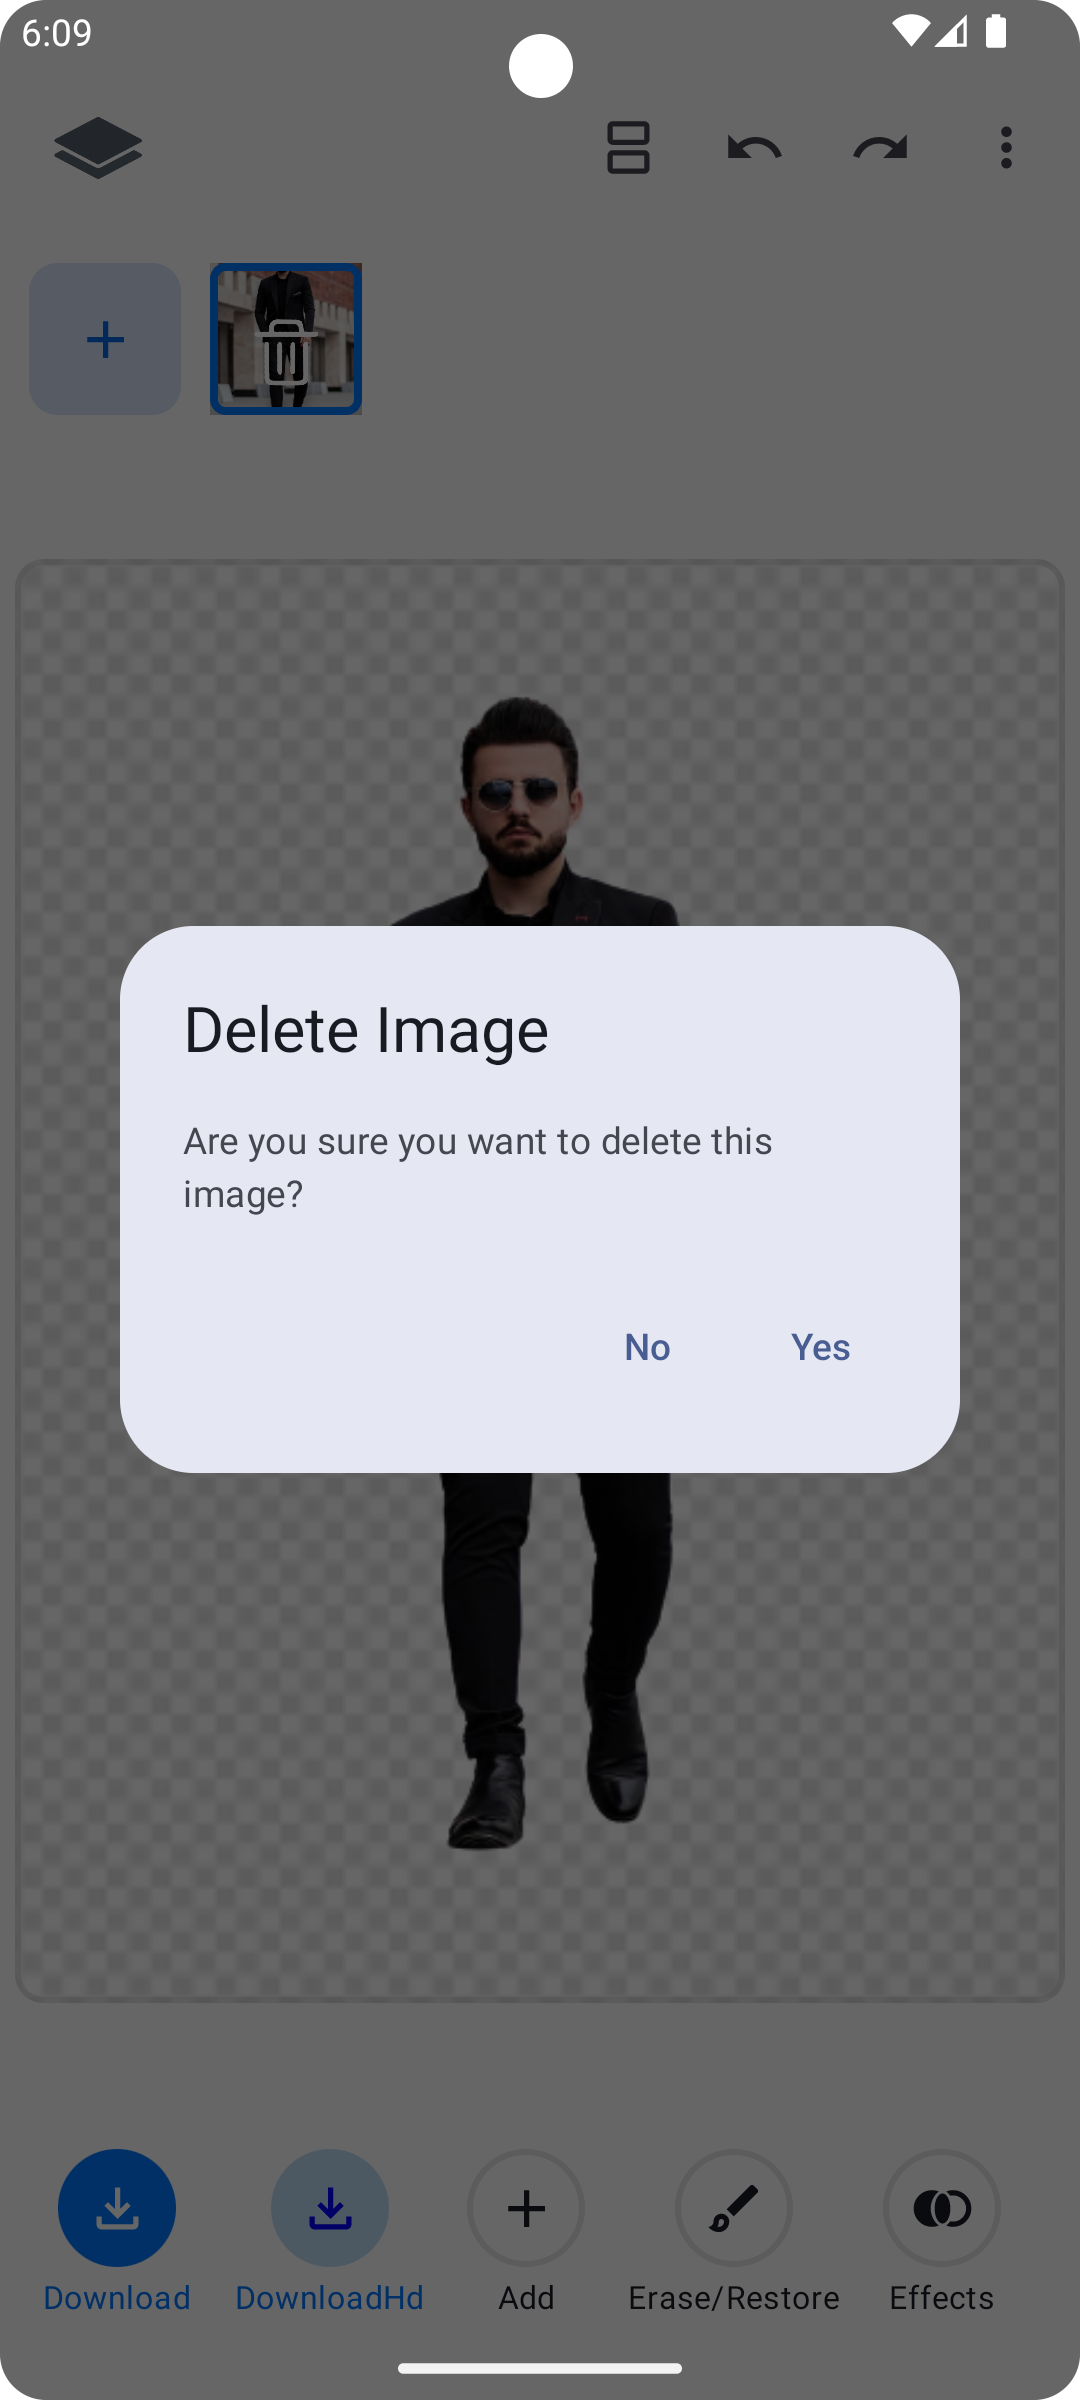 6:09
Delete Image
Are you sure you want to delete this
image?
No Yes
Download DownloadHd Add Erase/Restore Effects